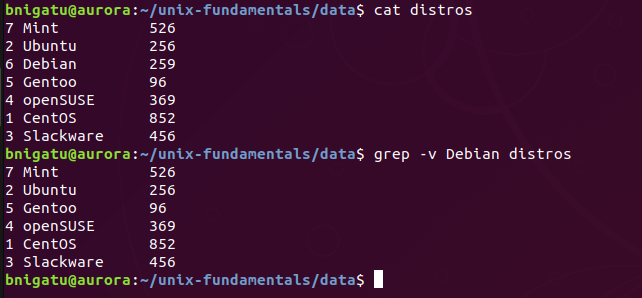 bnigatu@aurora:~/unix-fundamentals/data$ cat distros
7 Mint            526
2 Ubuntu          256
6 Debian          259
5 Gentoo          96
4 openSUSE        369
1 CentOS          852
3 Slackware       456
bnigatu@aurora:~/unix-fundamentals/data$ grep -v Debian distros
7 Mint            526
2 Ubuntu          256
5 Gentoo          96
4 openSUSE        369
1 CentOS          852
3 Slackware       456
bnigatu@aurora:~/unix-fundamentals/data$